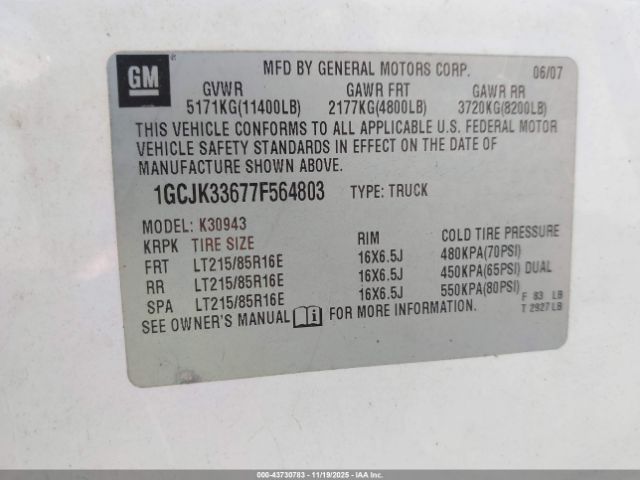 GM
MFD BY GENERAL MOTORS CORP. 06/07
GVWR GAWR FRT GAWR RR
5171KG(11400LB) 2177KG(4800LB) 3720KG(8200LB)
THIS VEHICLE CONFORMS TO ALL APPLICABLE U.S. FEDERAL MOTOR
VEHICLE SAFETY STANDARDS IN EFFECT ON THE DATE OF
MANUFACTURE SHOWN ABOVE.
1GCJK33677F564803 TYPE: TRUCK
MODEL: K30943
KRPK TIRE SIZE RIM COLD TIRE PRESSURE
FRT LT215/85R16E 16X6.5J 480KPA(70PSI)
RR LT215/85R16E 16X6.5J 450KPA(65PSI) DUAL
SPA LT215/85R16E 16X6.5J 550KPA(80PSI)
F 83 LB
T 2927 LB
SEE OWNER'S MANUAL i FOR MORE INFORMATION.
000-43730783 - 11/19/2025 - IAAI.CA